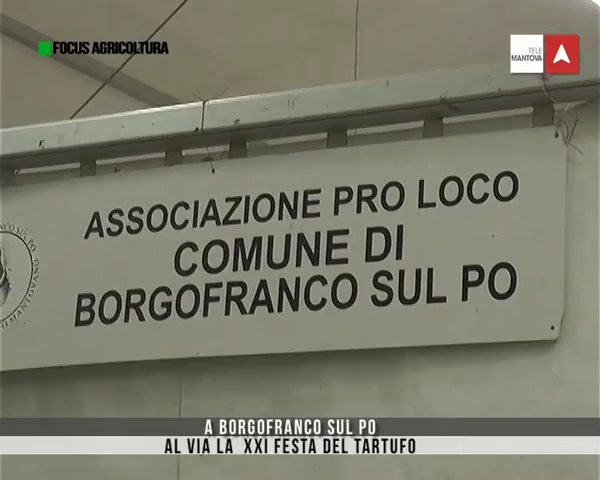 FOCUS AGRICOLTURA
TELE
MANTOVA
ASSOCIAZIONE PRO LOCO
COMUNE DI
BORGOFRANCO SUL PO
A BORGOFRANCO SUL PO
AL VIA LA XXI FESTA DEL TARTUFO